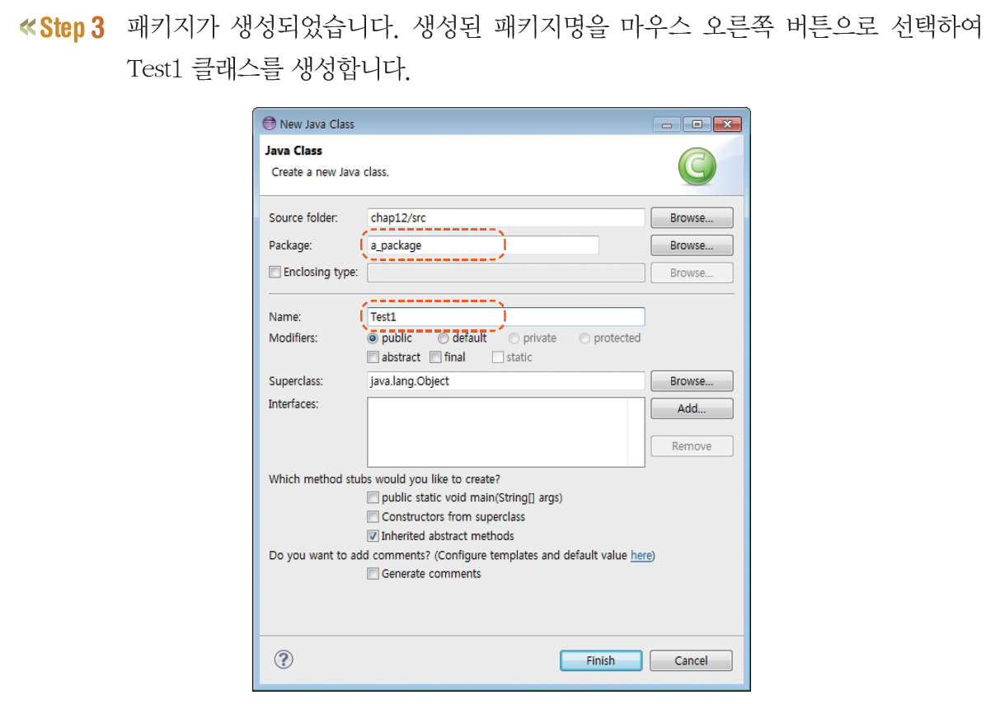 Step 3 패키지가 생성되었습니다. 생성된 패키지명을 마우스 오른쪽 버튼으로 선택하여
Test1 클래스를 생성합니다.
New Java Class
Java Class
Create a new Java class.
Source folder: chap12/src Browse...
Package: a_package Browse...
Enclosing type: Browse...
Name: Test1
Modifiers: public default private protected
abstract final static
Superclass: java.lang.Object Browse...
Interfaces: Add...
Remove
Which method stubs would you like to create?
public static void main(String[] args)
Constructors from superclass
Inherited abstract methods
Do you want to add comments? (Configure templates and default value here)
Generate comments
? Finish Cancel